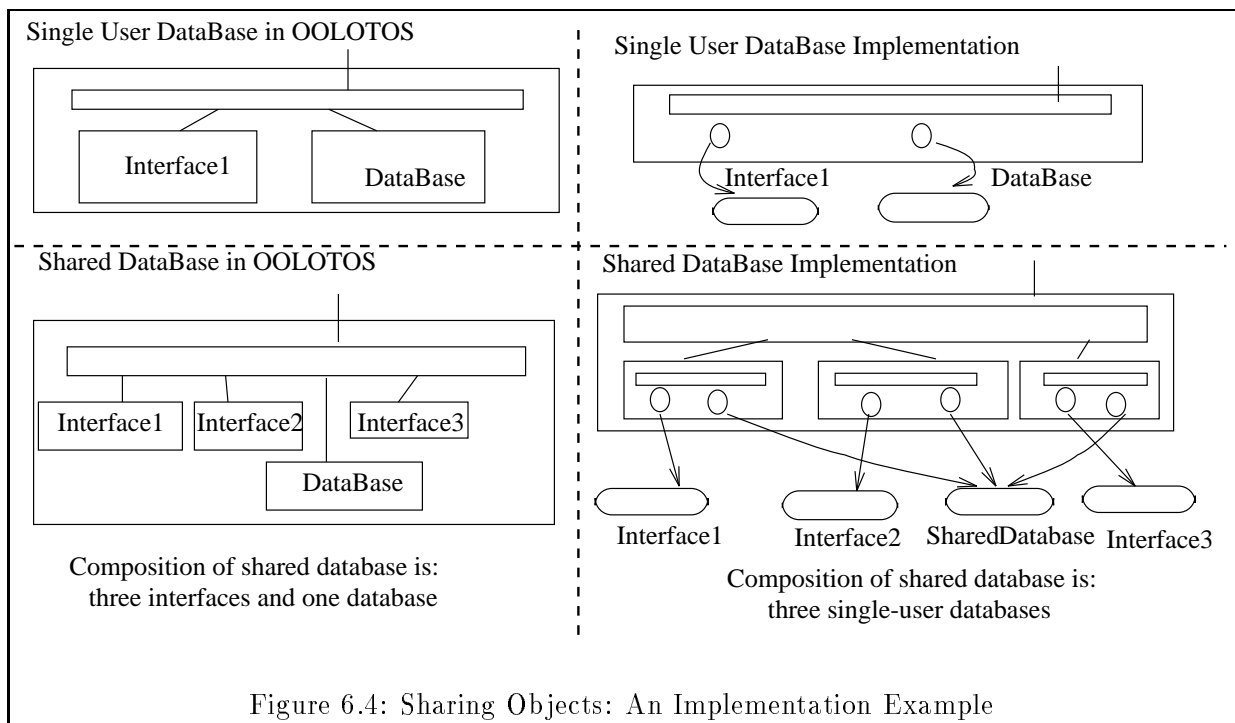 Single User DataBase in OOLOTOS
Interface1
DataBase
Single User DataBase Implementation
Interface1
DataBase
Shared DataBase in OOLOTOS
Interface1
Interface2
Interface3
DataBase
Composition of shared database is:
three interfaces and one database
Shared DataBase Implementation
Interface1
Interface2
SharedDatabase
Interface3
Composition of shared database is:
three single-user databases
Figure 6.4: Sharing Objects: An Implementation Example